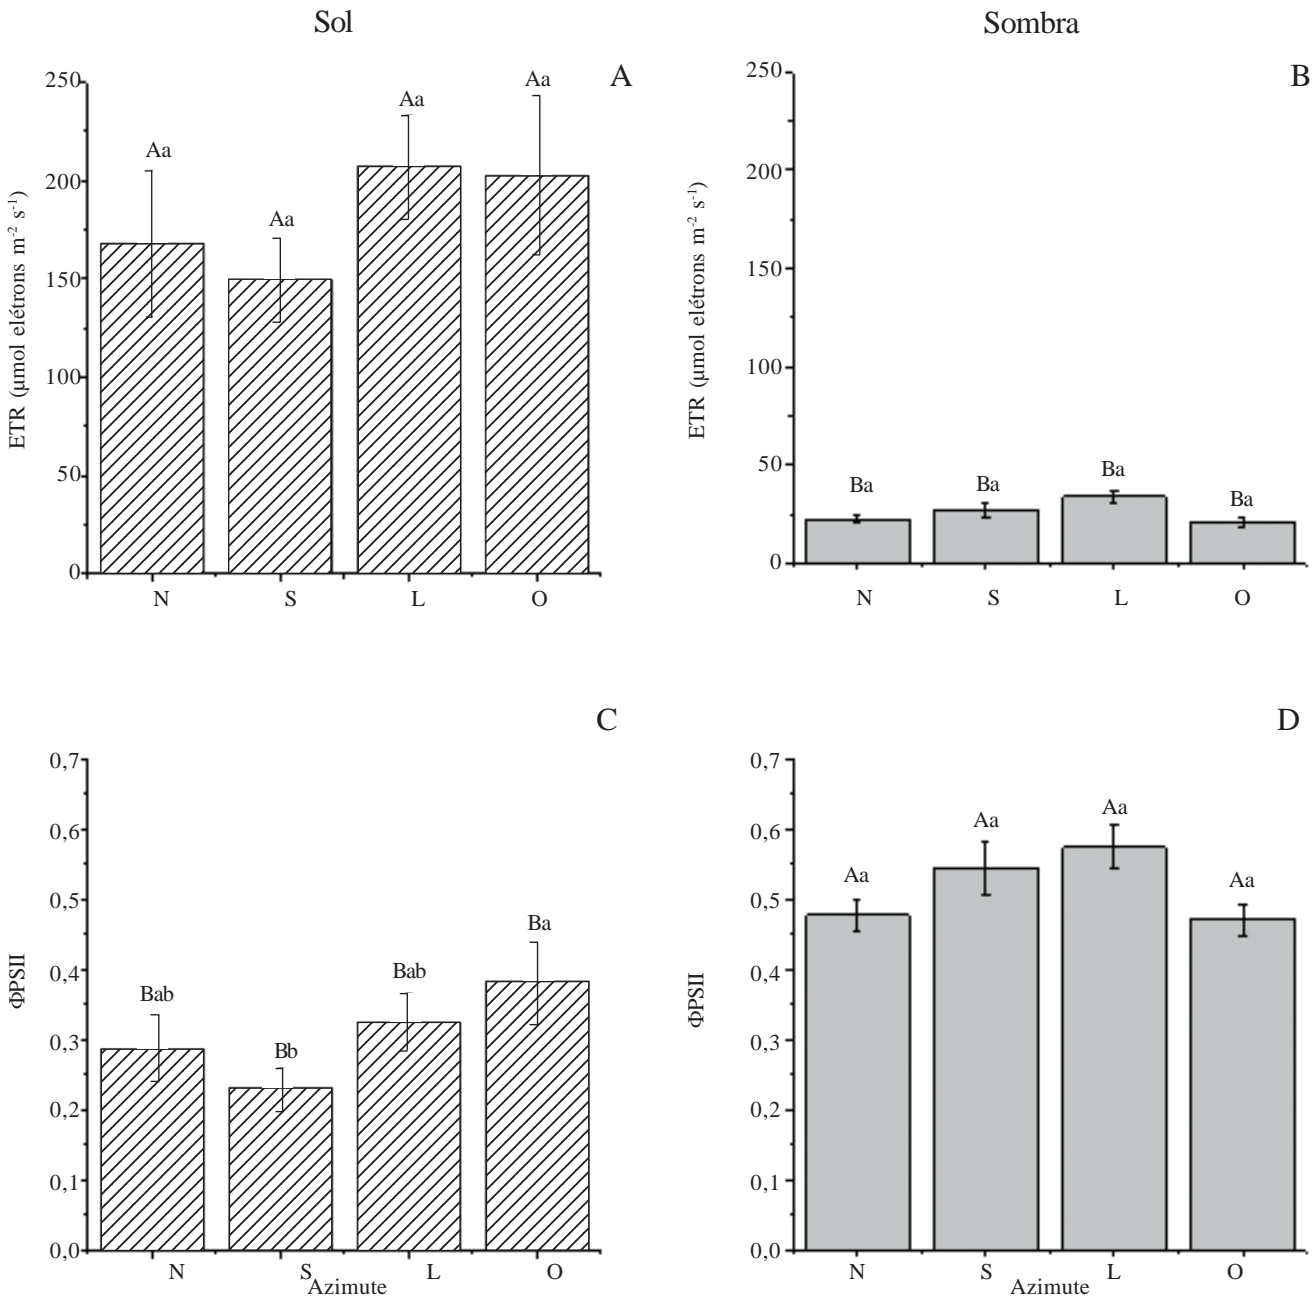 Sol
Sombra
A
ETR (µmol elétrons m-2 s-1)
250
200
150
100
50
0
Aa
Aa
Aa
Aa
N S L O
B
ETR (µmol elétrons m-2 s-1)
250
200
150
100
50
0
Ba
Ba
Ba
Ba
N S L O
C
ΦPSII
0,7
0,6
0,5
0,4
0,3
0,2
0,1
0,0
Bab
Bb
Bab
Ba
N S L O
Azimute
D
ΦPSII
0,7
0,6
0,5
0,4
0,3
0,2
0,1
0,0
Aa
Aa
Aa
Aa
N S L O
Azimute